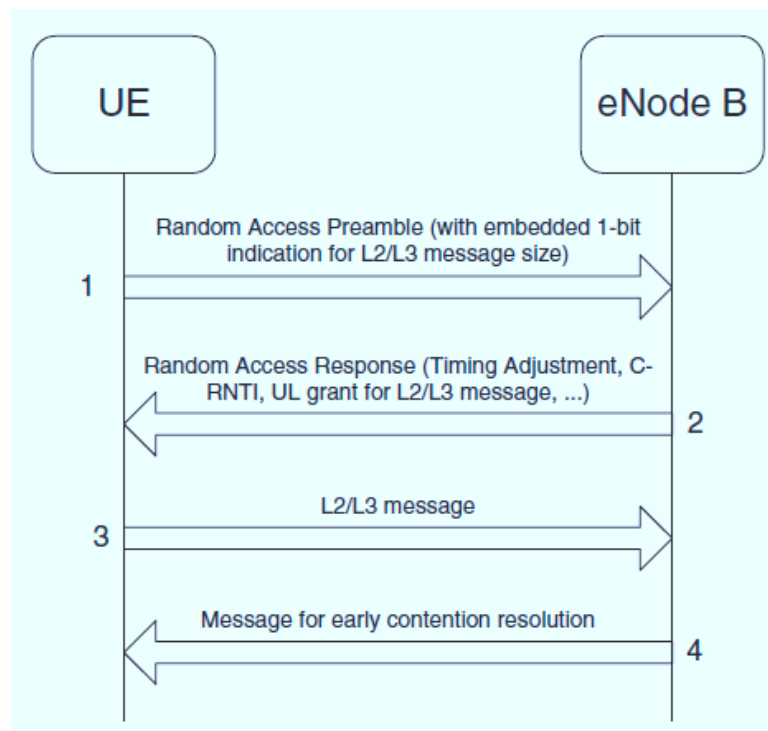 UE
eNode B
Random Access Preamble (with embedded 1-bit
indication for L2/L3 message size)
1
Random Access Response (Timing Adjustment, C-
RNTI, UL grant for L2/L3 message, ...)
2
L2/L3 message
3
Message for early contention resolution
4